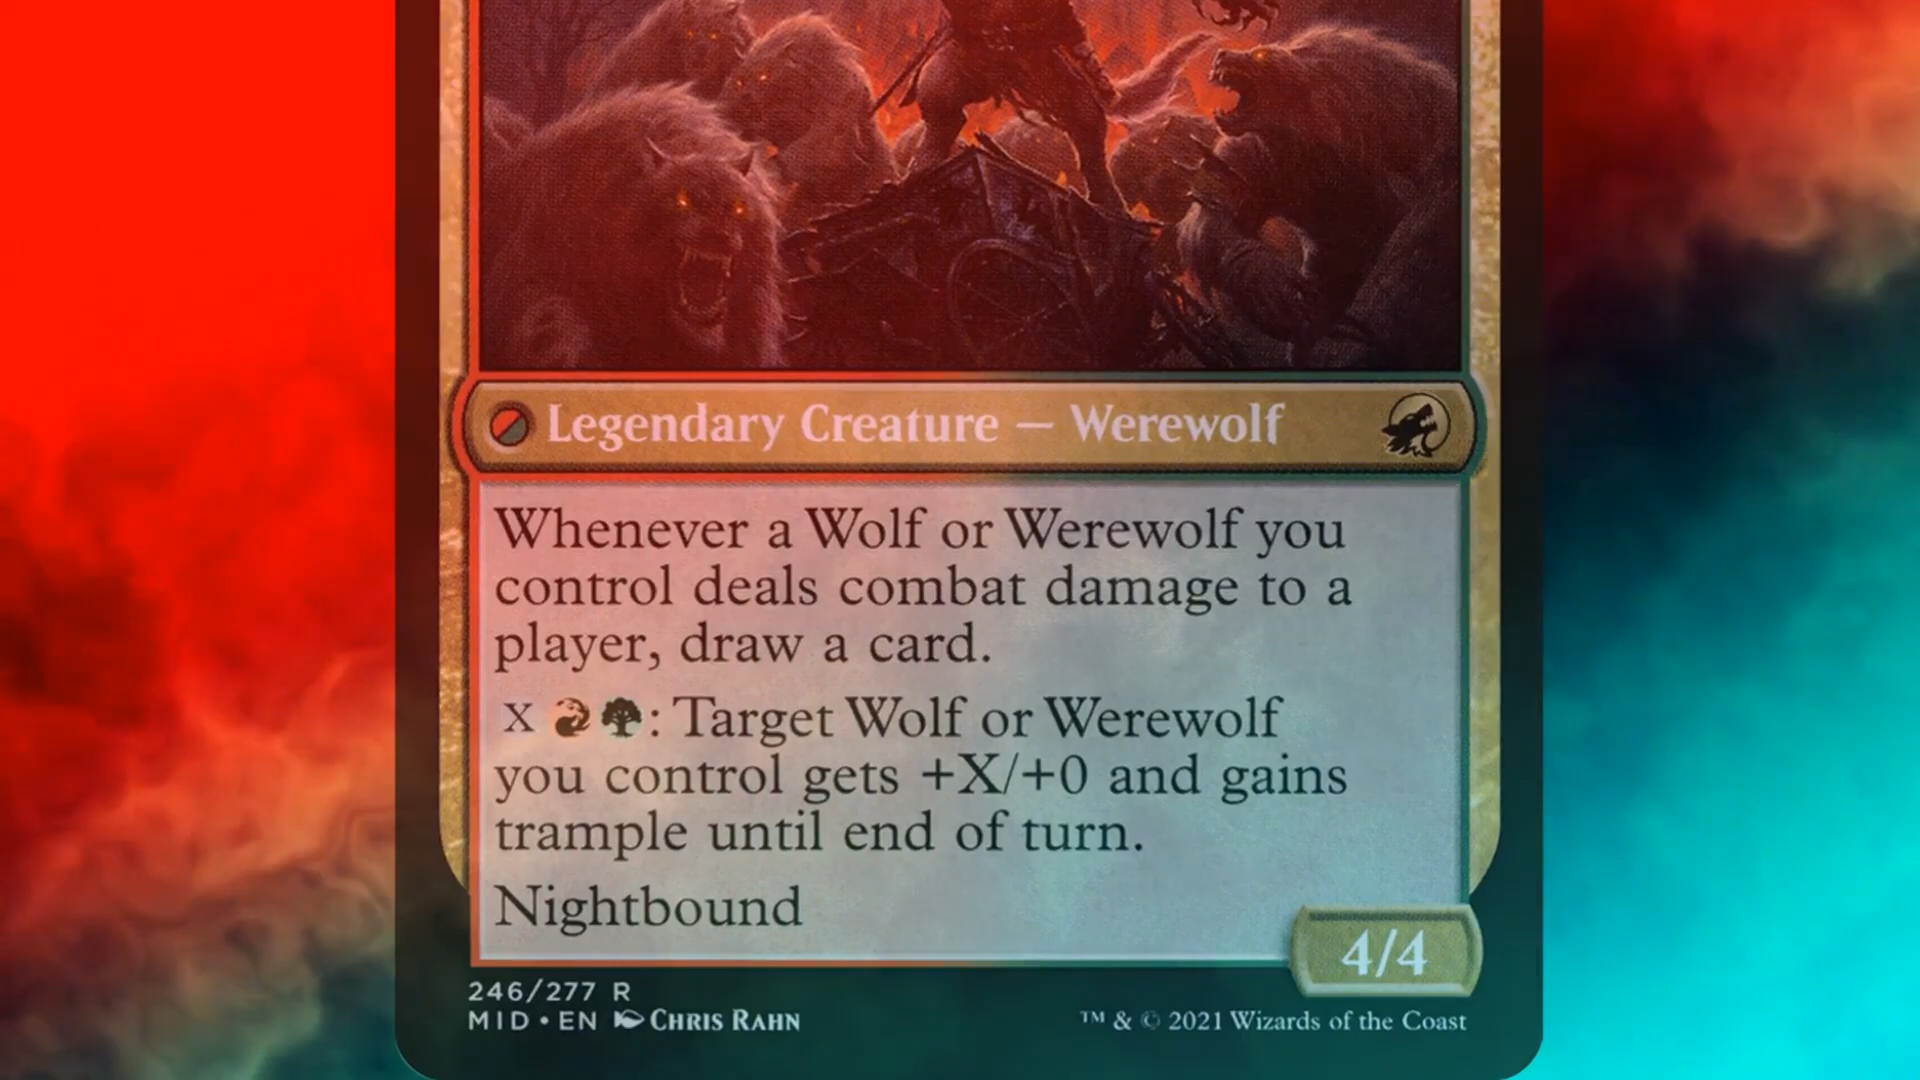 Legendary Creature — Werewolf
Whenever a Wolf or Werewolf you
control deals combat damage to a
player, draw a card.
X : Target Wolf or Werewolf
you control gets +X/+0 and gains
trample until end of turn.
Nightbound
4/4
246/277 R
MID • EN CHRIS RAHN
™ & © 2021 Wizards of the Coast